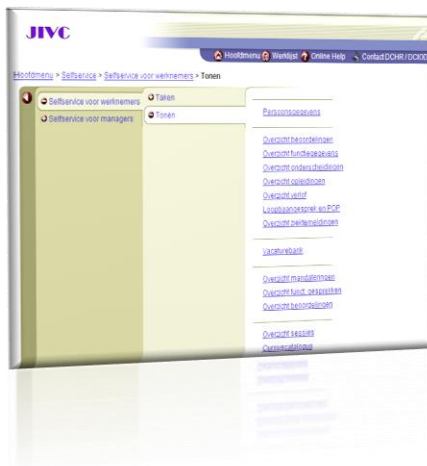 JIVC
Hoofdmenu Werklijst Online Help Contact DCHR / DCIOD
Hoofdmenu > Selfservice > Selfservice voor werknemers > Tonen
Selfservice voor werknemers
Selfservice voor managers
Taken
Tonen
Persoonsgegevens
Overzicht beoordelingen
Overzicht functiegegevens
Overzicht onderscheidingen
Overzicht opleidingen
Overzicht verlof
Loopbaangesprek en POP
Overzicht ziektemeldingen
Vacaturebank
Overzicht mandateringen
Overzicht funct. gesprekken
Overzicht beoordelingen
Overzicht sessies
Cursuscatalogus